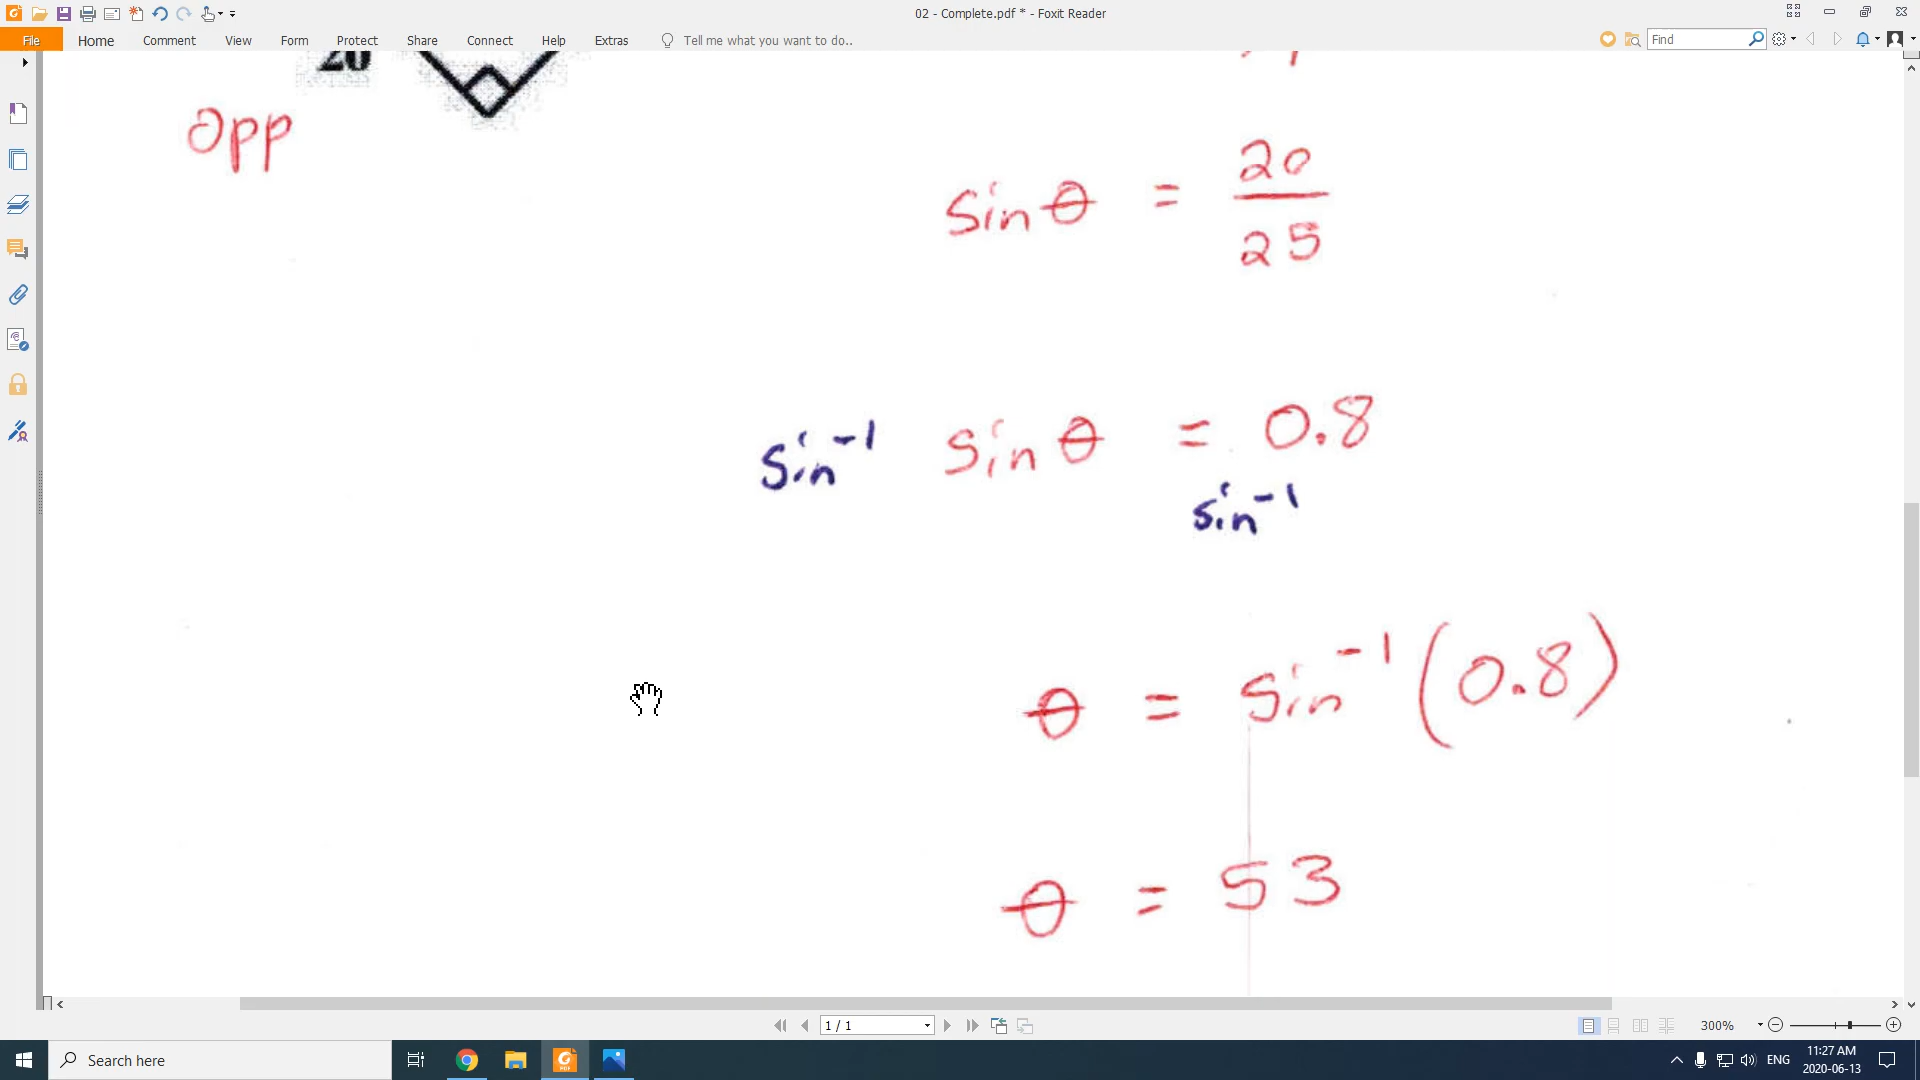 02 - Complete.pdf * - Foxit Reader
File Home Comment View Form Protect Share Connect Help Extras Tell me what you want to do.. Find
20
opp
sin θ = 20
25
sin⁻¹ sin θ = 0.8
sin⁻¹
θ = sin⁻¹(0.8)
θ = 53
1 / 1
300%
Search here
ENG
11:27 AM
2020-06-13